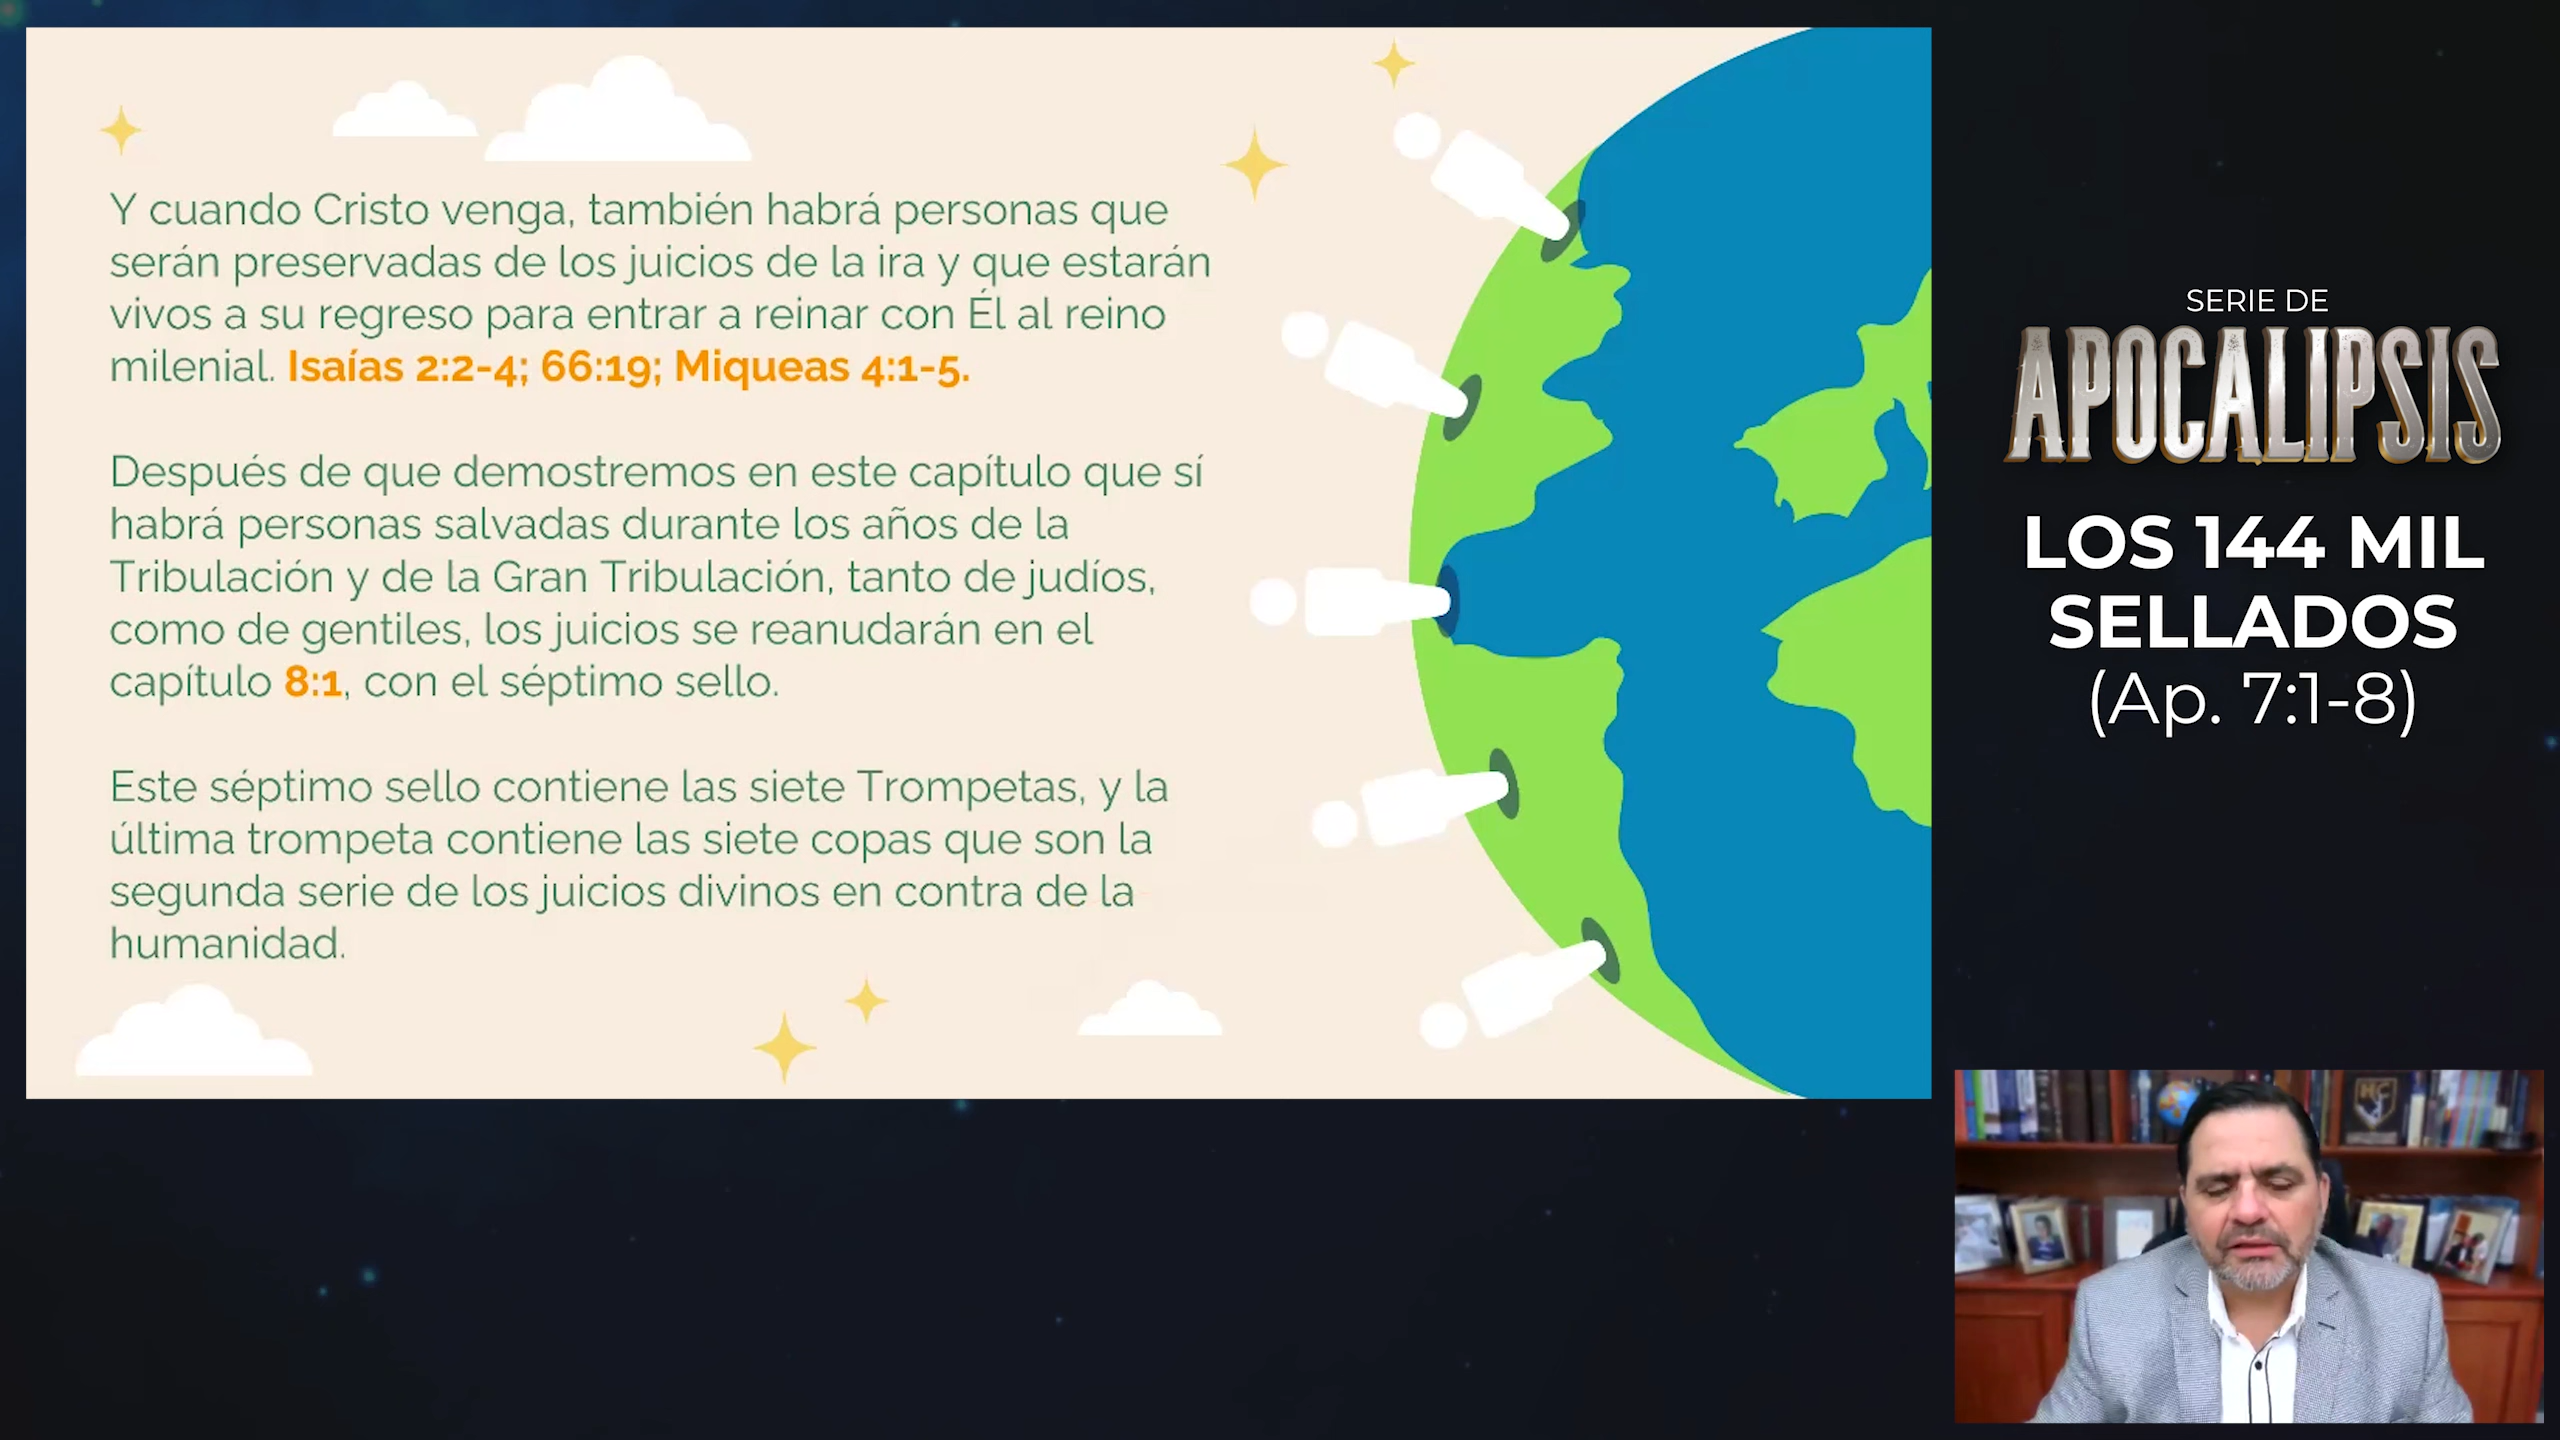 Y cuando Cristo venga, también habrá personas que
serán preservadas de los juicios de la ira y que estarán
vivos a su regreso para entrar a reinar con Él al reino
milenial. Isaías 2:2-4; 66:19; Miqueas 4:1-5.
Después de que demostremos en este capítulo que sí
habrá personas salvadas durante los años de la
Tribulación y de la Gran Tribulación, tanto de judíos,
como de gentiles, los juicios se reanudarán en el
capítulo 8:1, con el séptimo sello.
Este séptimo sello contiene las siete Trompetas, y la
última trompeta contiene las siete copas que son la
segunda serie de los juicios divinos en contra de la
humanidad.
SERIE DE
APOCALIPSIS
LOS 144 MIL
SELLADOS
(Ap. 7:1-8)